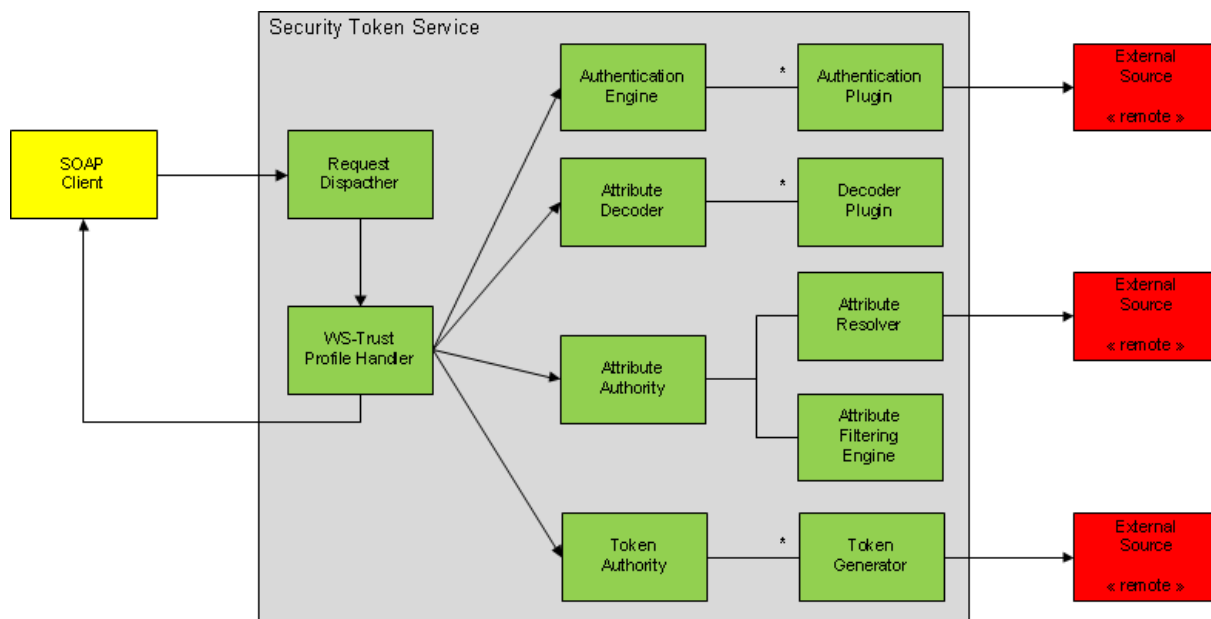 Security Token Service
SOAP
Client
Request
Dispacther
WS-Trust
Profile Handler
Authentication
Engine
*
Authentication
Plugin
External
Source
« remote »
Attribute
Decoder
*
Decoder
Plugin
Attribute
Authority
Attribute
Resolver
External
Source
« remote »
Attribute
Filtering
Engine
Token
Authority
*
Token
Generator
External
Source
« remote »